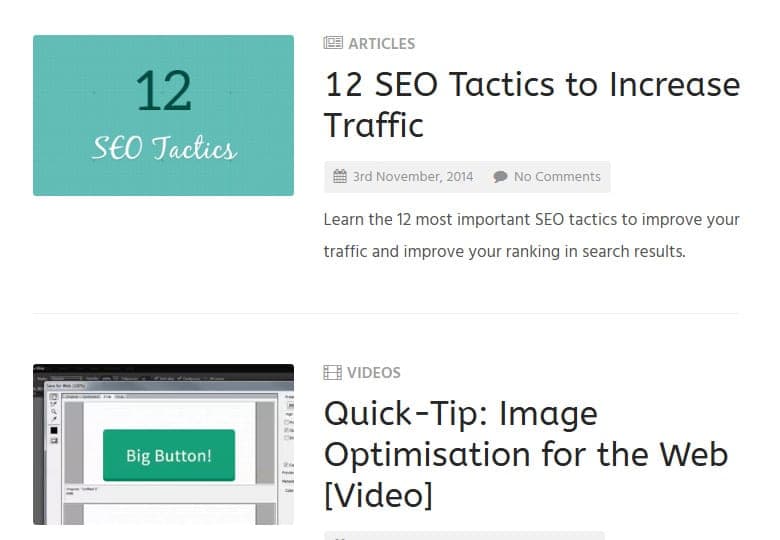 12
SEO Tactics
ARTICLES
12 SEO Tactics to Increase
Traffic
3rd November, 2014 No Comments
Learn the 12 most important SEO tactics to improve your
traffic and improve your ranking in search results.
Big Button!
VIDEOS
Quick-Tip: Image
Optimisation for the Web
[Video]